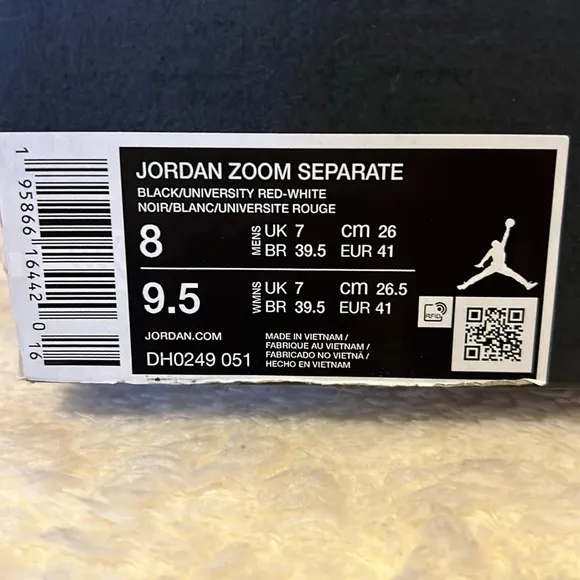 1 95866 16442 016
JORDAN ZOOM SEPARATE
BLACK/UNIVERSITY RED-WHITE
NOIR/BLANC/UNIVERSITE ROUGE
8 MENS UK 7 cm 26
BR 39.5 EUR 41
9.5 WMNS UK 7 cm 26.5
BR 39.5 EUR 41
RFID
JORDAN.COM
DH0249 051
MADE IN VIETNAM/
FABRIQUE AU VIETNAM/
FABRICADO NO VIETNÃ/
HECHO EN VIETNAM